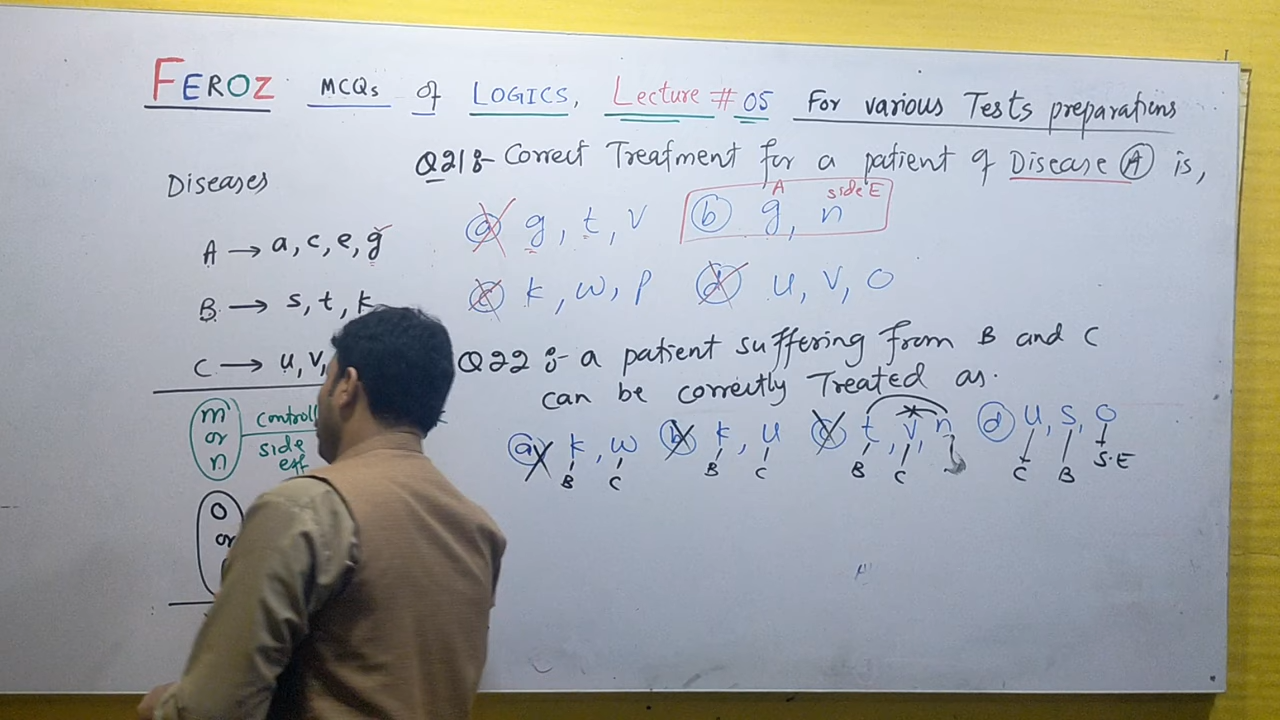 FEROZ MCQs of LOGICS, Lecture # 05 For various Tests preparations
Diseases
A → a, c, e, g
B → s, t, k
C → u, v,
m or n controll side eff
o or
Q21:- Correct Treatment for a patient of Disease A is,
a g, t, v b g, n
A side E
c k, w, p d u, v, o
Q22:- a patient suffering from B and C
can be correctly Treated as.
a k, w b k, u c t, v, n d u, s, o
B C B C B C C B S.E